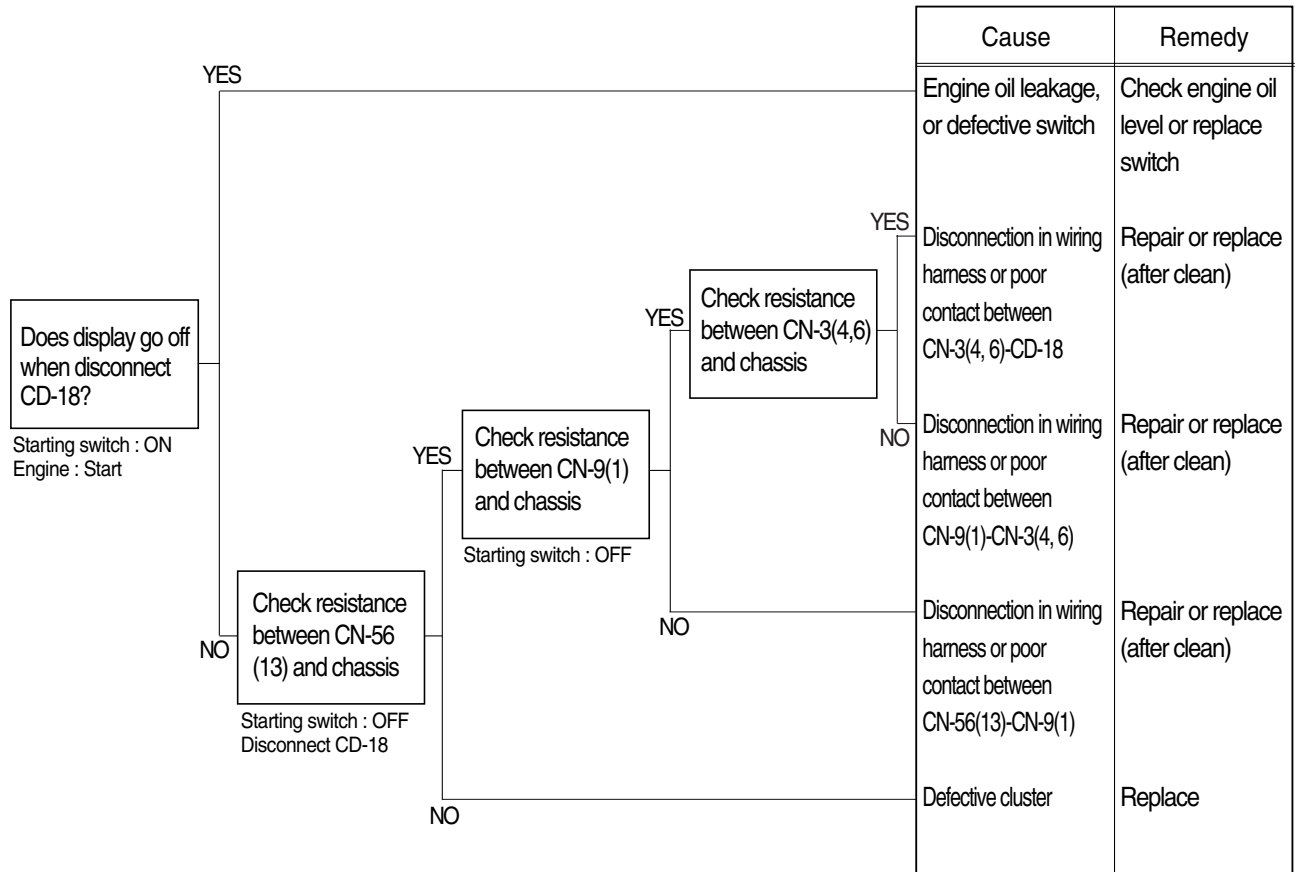 Cause
Remedy
YES
Engine oil leakage,
or defective switch
Check engine oil
level or replace
switch
YES
Disconnection in wiring
harness or poor
contact between
CN-3(4, 6)-CD-18
Repair or replace
(after clean)
Check resistance
between CN-3(4,6)
and chassis
YES
Does display go off
when disconnect
CD-18?
Starting switch : ON
Engine : Start
NO
Disconnection in wiring
harness or poor
contact between
CN-9(1)-CN-3(4, 6)
Repair or replace
(after clean)
YES
Check resistance
between CN-9(1)
and chassis
Starting switch : OFF
NO
Check resistance
between CN-56
(13) and chassis
Starting switch : OFF
Disconnect CD-18
NO
Disconnection in wiring
harness or poor
contact between
CN-56(13)-CN-9(1)
Repair or replace
(after clean)
NO
Defective cluster
Replace